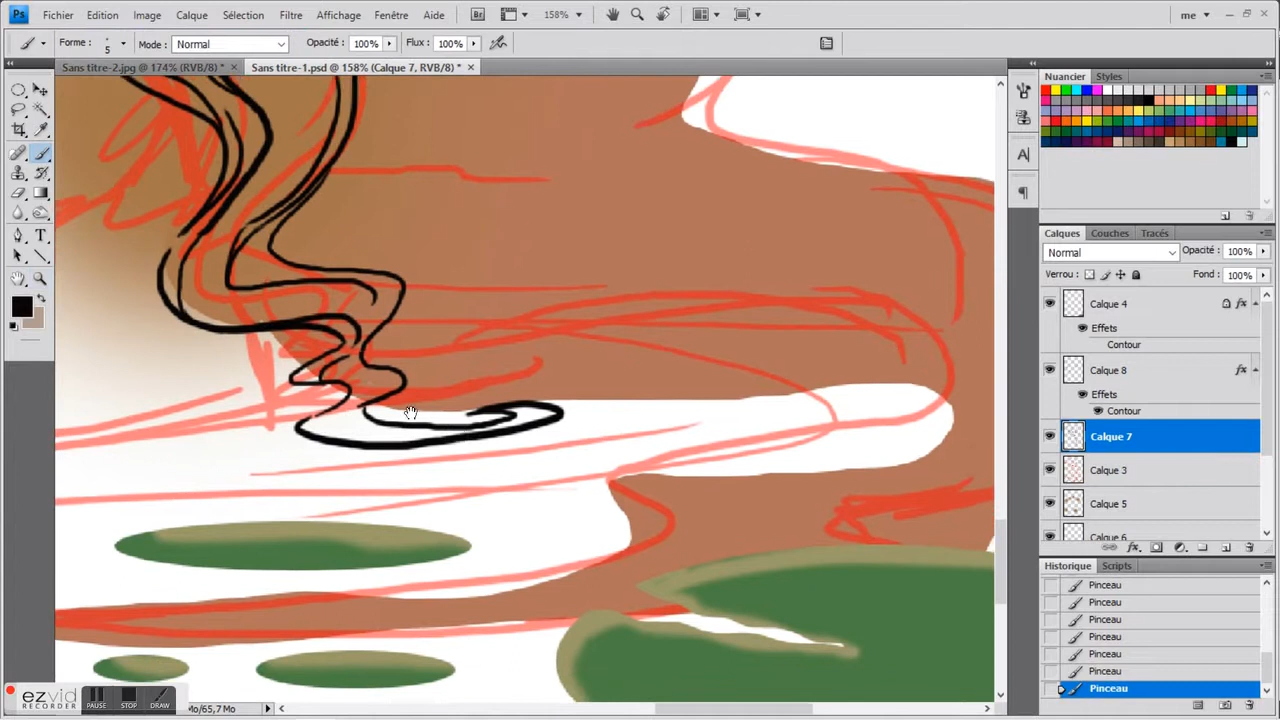 Ps Fichier Edition Image Calque Sélection Filtre Affichage Fenêtre Aide Br 158% me
Forme : 5 Mode : Normal Opacité : 100% Flux : 100%
Sans titre-2.jpg @ 174% (RVB/8) * Sans titre-1.psd @ 158% (Calque 7, RVB/8) *
Nuancier Styles
Calques Couches Tracés
Normal Opacité : 100%
Verrou : Fond : 100%
Calque 4 fx
Effets
Contour
Calque 8 fx
Effets
Contour
Calque 7
Calque 3
Calque 5
Calque 6
Historique Scripts
Pinceau
Pinceau
Pinceau
Pinceau
Pinceau
Pinceau
Pinceau
ezvid
RECORDER
PAUSE STOP DRAW
Mo/65,7 Mo